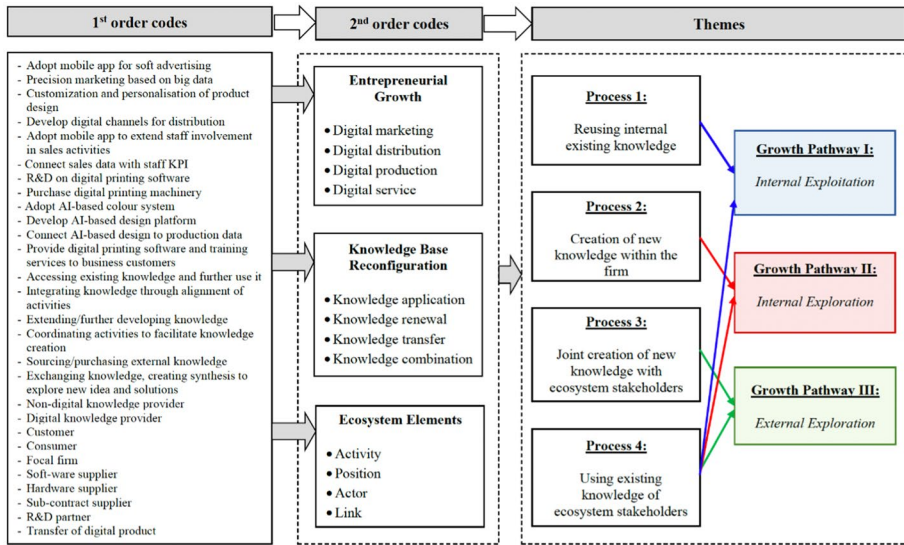 1st order codes
2nd order codes
Themes
- Adopt mobile app for soft advertising
- Precision marketing based on big data
- Customization and personalisation of product
design
- Develop digital channels for distribution
- Adopt mobile app to extend staff involvement
in sales activities
- Connect sales data with staff KPI
- R&D on digital printing software
- Purchase digital printing machinery
- Adopt AI-based colour system
- Develop AI-based design platform
- Connect AI-based design to production data
- Provide digital printing software and training
services to business customers
- Accessing existing knowledge and further use it
- Integrating knowledge through alignment of
activities
- Extending/further developing knowledge
- Coordinating activities to facilitate knowledge
creation
- Sourcing/purchasing external knowledge
- Exchanging knowledge, creating synthesis to
explore new idea and solutions
- Non-digital knowledge provider
- Digital knowledge provider
- Customer
- Consumer
- Focal firm
- Soft-ware supplier
- Hardware supplier
- Sub-contract supplier
- R&D partner
- Transfer of digital product
Entrepreneurial
Growth
• Digital marketing
• Digital distribution
• Digital production
• Digital service
Knowledge Base
Reconfiguration
• Knowledge application
• Knowledge renewal
• Knowledge transfer
• Knowledge combination
Ecosystem Elements
• Activity
• Position
• Actor
• Link
Process 1:
Reusing internal
existing knowledge
Process 2:
Creation of new
knowledge within the
firm
Process 3:
Joint creation of new
knowledge with
ecosystem stakeholders
Process 4:
Using existing
knowledge of
ecosystem stakeholders
Growth Pathway I:
Internal Exploitation
Growth Pathway II:
Internal Exploration
Growth Pathway III:
External Exploration